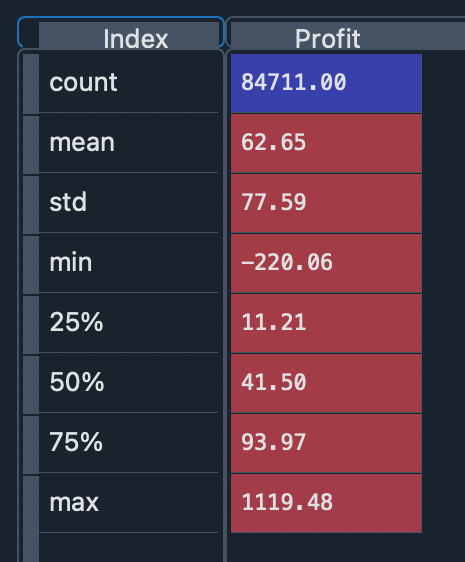 Index Profit
count 84711.00
mean 62.65
std 77.59
min -220.06
25% 11.21
50% 41.50
75% 93.97
max 1119.48